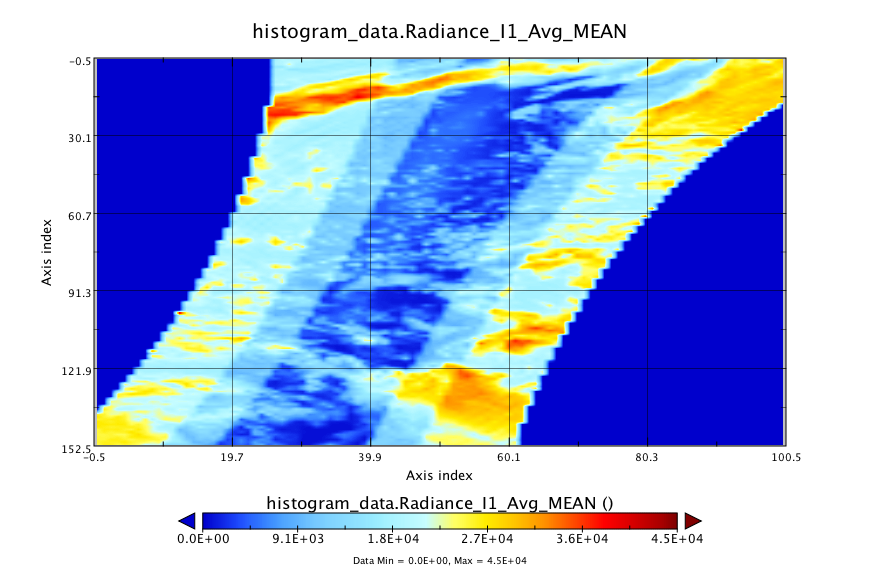 histogram_data.Radiance_I1_Avg_MEAN
-0.5
30.1
60.7
91.3
121.9
152.5
Axis index
-0.5 19.7 39.9 60.1 80.3 100.5
Axis index
histogram_data.Radiance_I1_Avg_MEAN ()
0.0E+00 9.1E+03 1.8E+04 2.7E+04 3.6E+04 4.5E+04
Data Min = 0.0E+00, Max = 4.5E+04